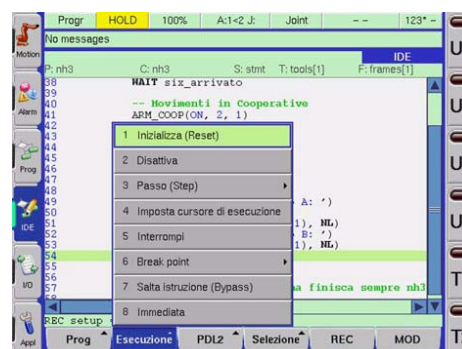 Progr HOLD 100% A:1<2 J: Joint -- 123* -
No messages
IDE
P: nh3 C: nh3 S: stmt T: tools[1] F: frames[1]
38 WAIT six_arrivato
39
40 -- Movimenti in Cooperative
41 ARM_COOP(ON, 2, 1)
42
43
44
45
46
47
48
49 A: ')
50
51 1), NL)
52 B: ')
53 1), NL)
54
55
56
57 na finisca sempre nh3
58
1 Inizializza (Reset)
2 Disattiva
3 Passo (Step)
4 Imposta cursore di esecuzione
5 Interrompi
6 Break point
7 Salta istruzione (Bypass)
8 Immediata
REC setup
Prog Esecuzione PDL2 Selezione REC MOD
Motion
Alarm
Prog
IDE
I/O
Appl
U
U
U
U
T
T